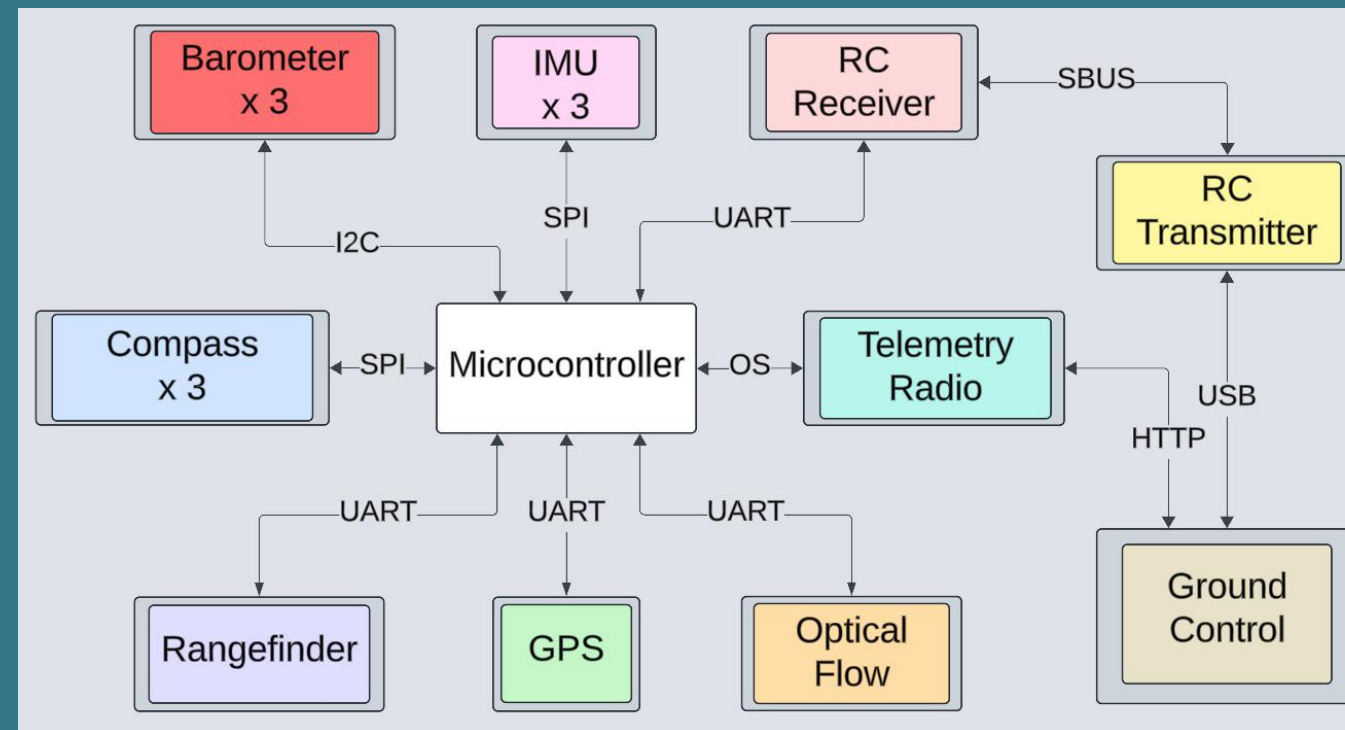 Barometer
x 3
IMU
x 3
RC
Receiver
SBUS
RC
Transmitter
I2C
SPI
UART
Compass
x 3
SPI
Microcontroller
OS
Telemetry
Radio
USB
HTTP
UART
UART
UART
Rangefinder
GPS
Optical
Flow
Ground
Control